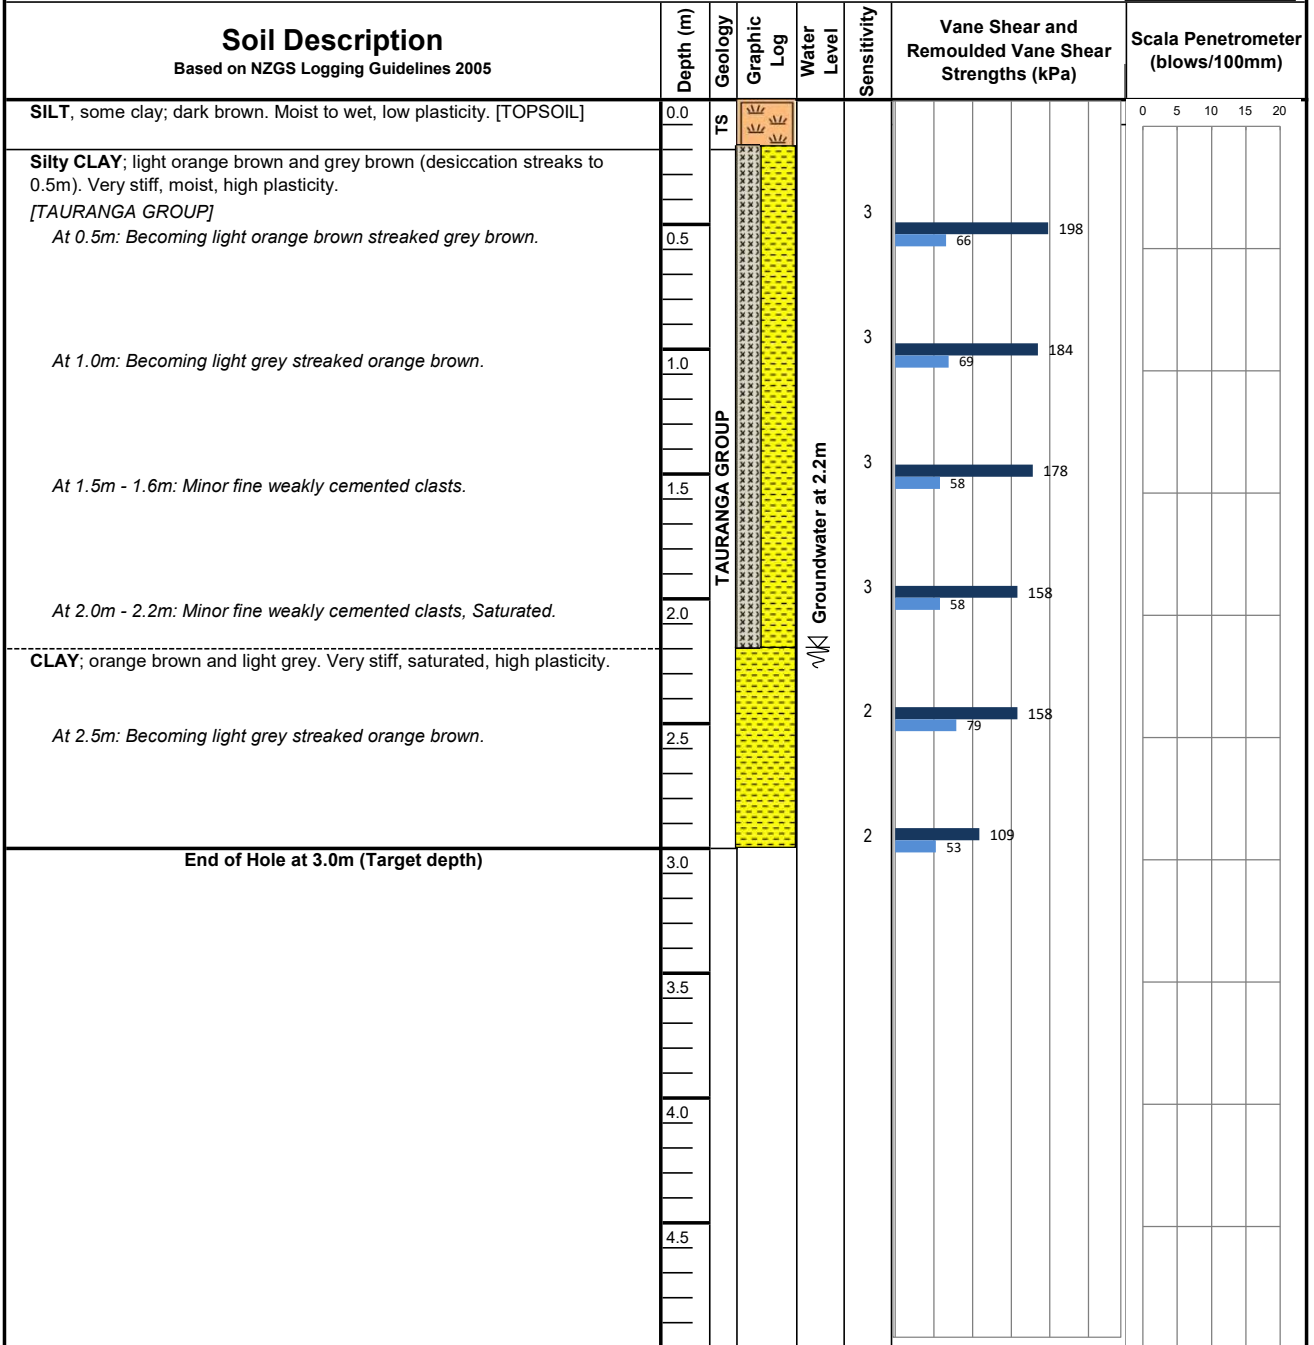 Soil Description
Based on NZGS Logging Guidelines 2005
Depth (m)
Geology
Graphic
Log
Water
Level
Sensitivity
Vane Shear and
Remoulded Vane Shear
Strengths (kPa)
Scala Penetrometer
(blows/100mm)
0 5 10 15 20
SILT, some clay; dark brown. Moist to wet, low plasticity. [TOPSOIL]
0.0
TS
Silty CLAY; light orange brown and grey brown (desiccation streaks to
0.5m). Very stiff, moist, high plasticity.
[TAURANGA GROUP]
3
At 0.5m: Becoming light orange brown streaked grey brown.
0.5
198
66
3
At 1.0m: Becoming light grey streaked orange brown.
1.0
184
69
TAURANGA GROUP
Groundwater at 2.2m
3
At 1.5m - 1.6m: Minor fine weakly cemented clasts.
1.5
178
58
3
At 2.0m - 2.2m: Minor fine weakly cemented clasts, Saturated.
2.0
158
58
CLAY; orange brown and light grey. Very stiff, saturated, high plasticity.
2
At 2.5m: Becoming light grey streaked orange brown.
2.5
158
79
2
109
53
End of Hole at 3.0m (Target depth)
3.0
3.5
4.0
4.5